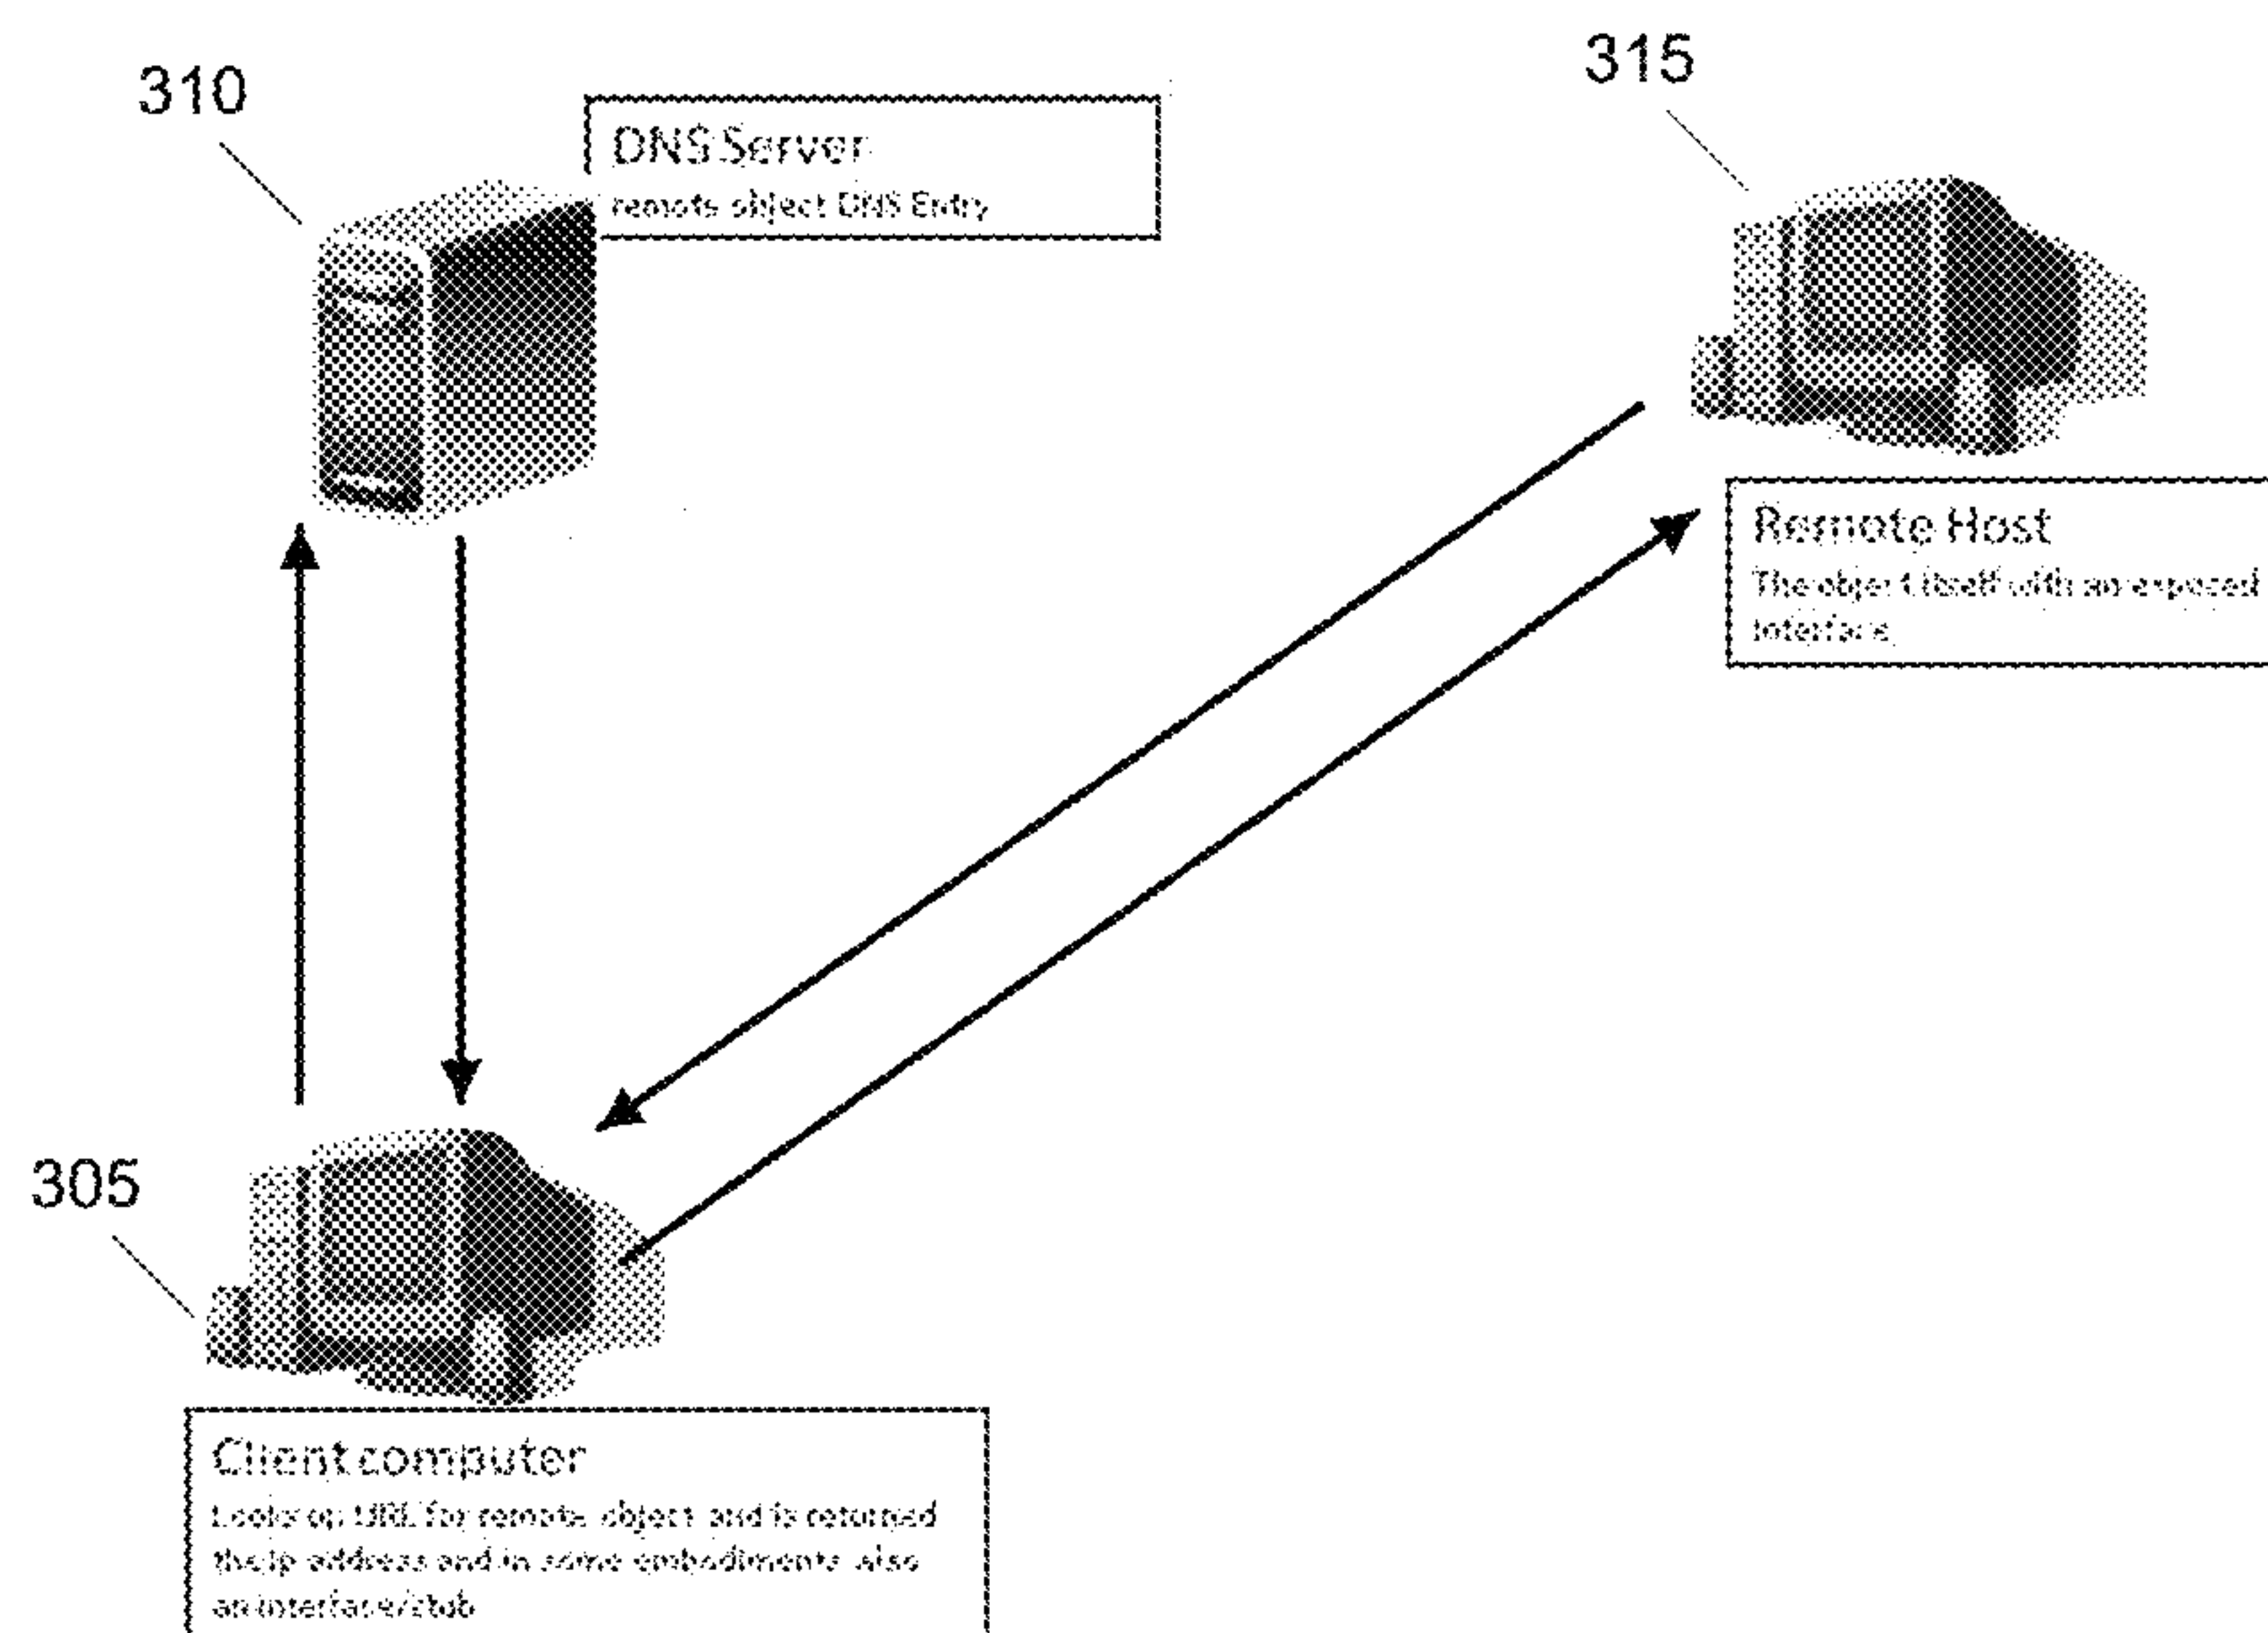 310
DNS Server
remote object DNS Entry
315
Remote Host
The object itself with an exposed
interface
305
Client computer
Looks up URL for remote object and is returned
the ip address and in some embodiments also
an interface/stub